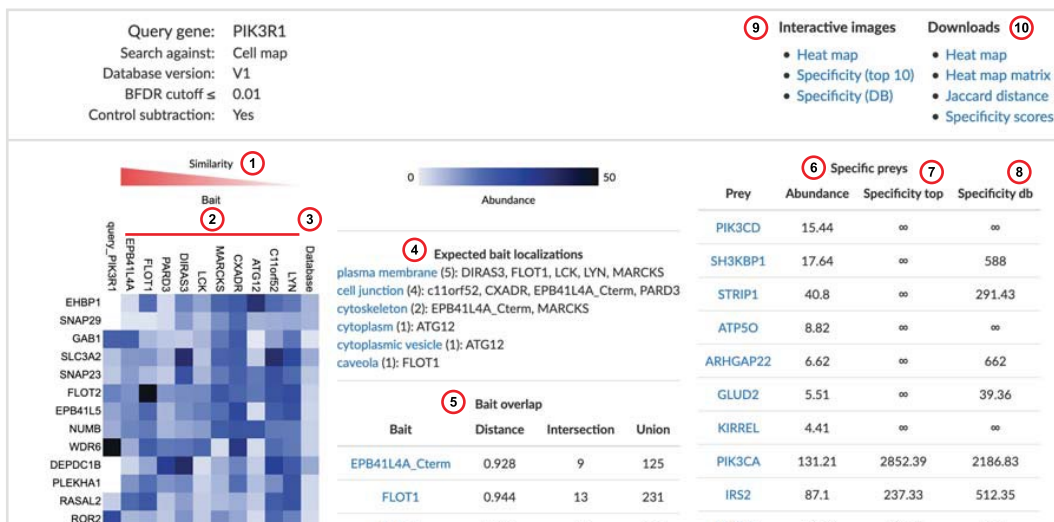 Query gene: PIK3R1
Search against: Cell map
Database version: V1
BFDR cutoff ≤ 0.01
Control subtraction: Yes
9 Interactive images
• Heat map
• Specificity (top 10)
• Specificity (DB)
Downloads 10
• Heat map
• Heat map matrix
• Jaccard distance
• Specificity scores
Similarity 1
Bait
2 3
query_PIK3R1
EPB41L4A
FLOT1
PARD3
DIRAS3
LCK
MARCKS
CXADR
ATG12
C11orf52
LYN
Database
EHBP1
SNAP29
GAB1
SLC3A2
SNAP23
FLOT2
EPB41L5
NUMB
WDR6
DEPDC1B
PLEKHA1
RASAL2
ROR2
0 50
Abundance
4 Expected bait localizations
plasma membrane (5): DIRAS3, FLOT1, LCK, LYN, MARCKS
cell junction (4): c11orf52, CXADR, EPB41L4A_Cterm, PARD3
cytoskeleton (2): EPB41L4A_Cterm, MARCKS
cytoplasm (1): ATG12
cytoplasmic vesicle (1): ATG12
caveola (1): FLOT1
5 Bait overlap
Bait Distance Intersection Union
EPB41L4A_Cterm 0.928 9 125
FLOT1 0.944 13 231
6 Specific preys 7 8
Prey Abundance Specificity top Specificity db
PIK3CD 15.44 ∞ ∞
SH3KBP1 17.64 ∞ 588
STRIP1 40.8 ∞ 291.43
ATP5O 8.82 ∞ ∞
ARHGAP22 6.62 ∞ 662
GLUD2 5.51 ∞ 39.36
KIRREL 4.41 ∞ ∞
PIK3CA 131.21 2852.39 2186.83
IRS2 87.1 237.33 512.35